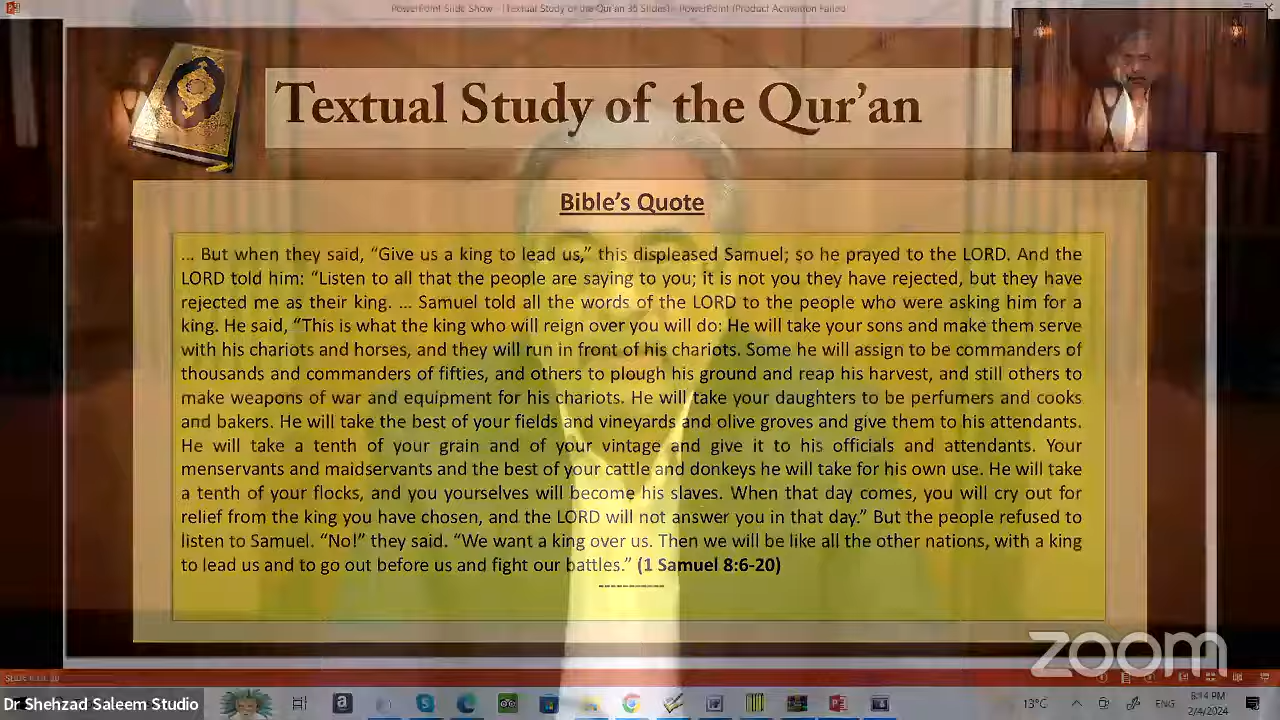 PowerPoint Slide Show - [Textual Study of the Qur'an 35 Slides] - PowerPoint (Product Activation Failed)
Textual Study of the Qur’an
Bible’s Quote
... But when they said, “Give us a king to lead us,” this displeased Samuel; so he prayed to the LORD. And the
LORD told him: “Listen to all that the people are saying to you; it is not you they have rejected, but they have
rejected me as their king. ... Samuel told all the words of the LORD to the people who were asking him for a
king. He said, “This is what the king who will reign over you will do: He will take your sons and make them serve
with his chariots and horses, and they will run in front of his chariots. Some he will assign to be commanders of
thousands and commanders of fifties, and others to plough his ground and reap his harvest, and still others to
make weapons of war and equipment for his chariots. He will take your daughters to be perfumers and cooks
and bakers. He will take the best of your fields and vineyards and olive groves and give them to his attendants.
He will take a tenth of your grain and of your vintage and give it to his officials and attendants. Your
menservants and maidservants and the best of your cattle and donkeys he will take for his own use. He will take
a tenth of your flocks, and you yourselves will become his slaves. When that day comes, you will cry out for
relief from the king you have chosen, and the LORD will not answer you in that day.” But the people refused to
listen to Samuel. “No!” they said. “We want a king over us. Then we will be like all the other nations, with a king
to lead us and to go out before us and fight our battles.” (1 Samuel 8:6-20)
----------
zoom
Dr Shehzad Saleem Studio
13°C
ENG
8:14 PM
2/4/2024